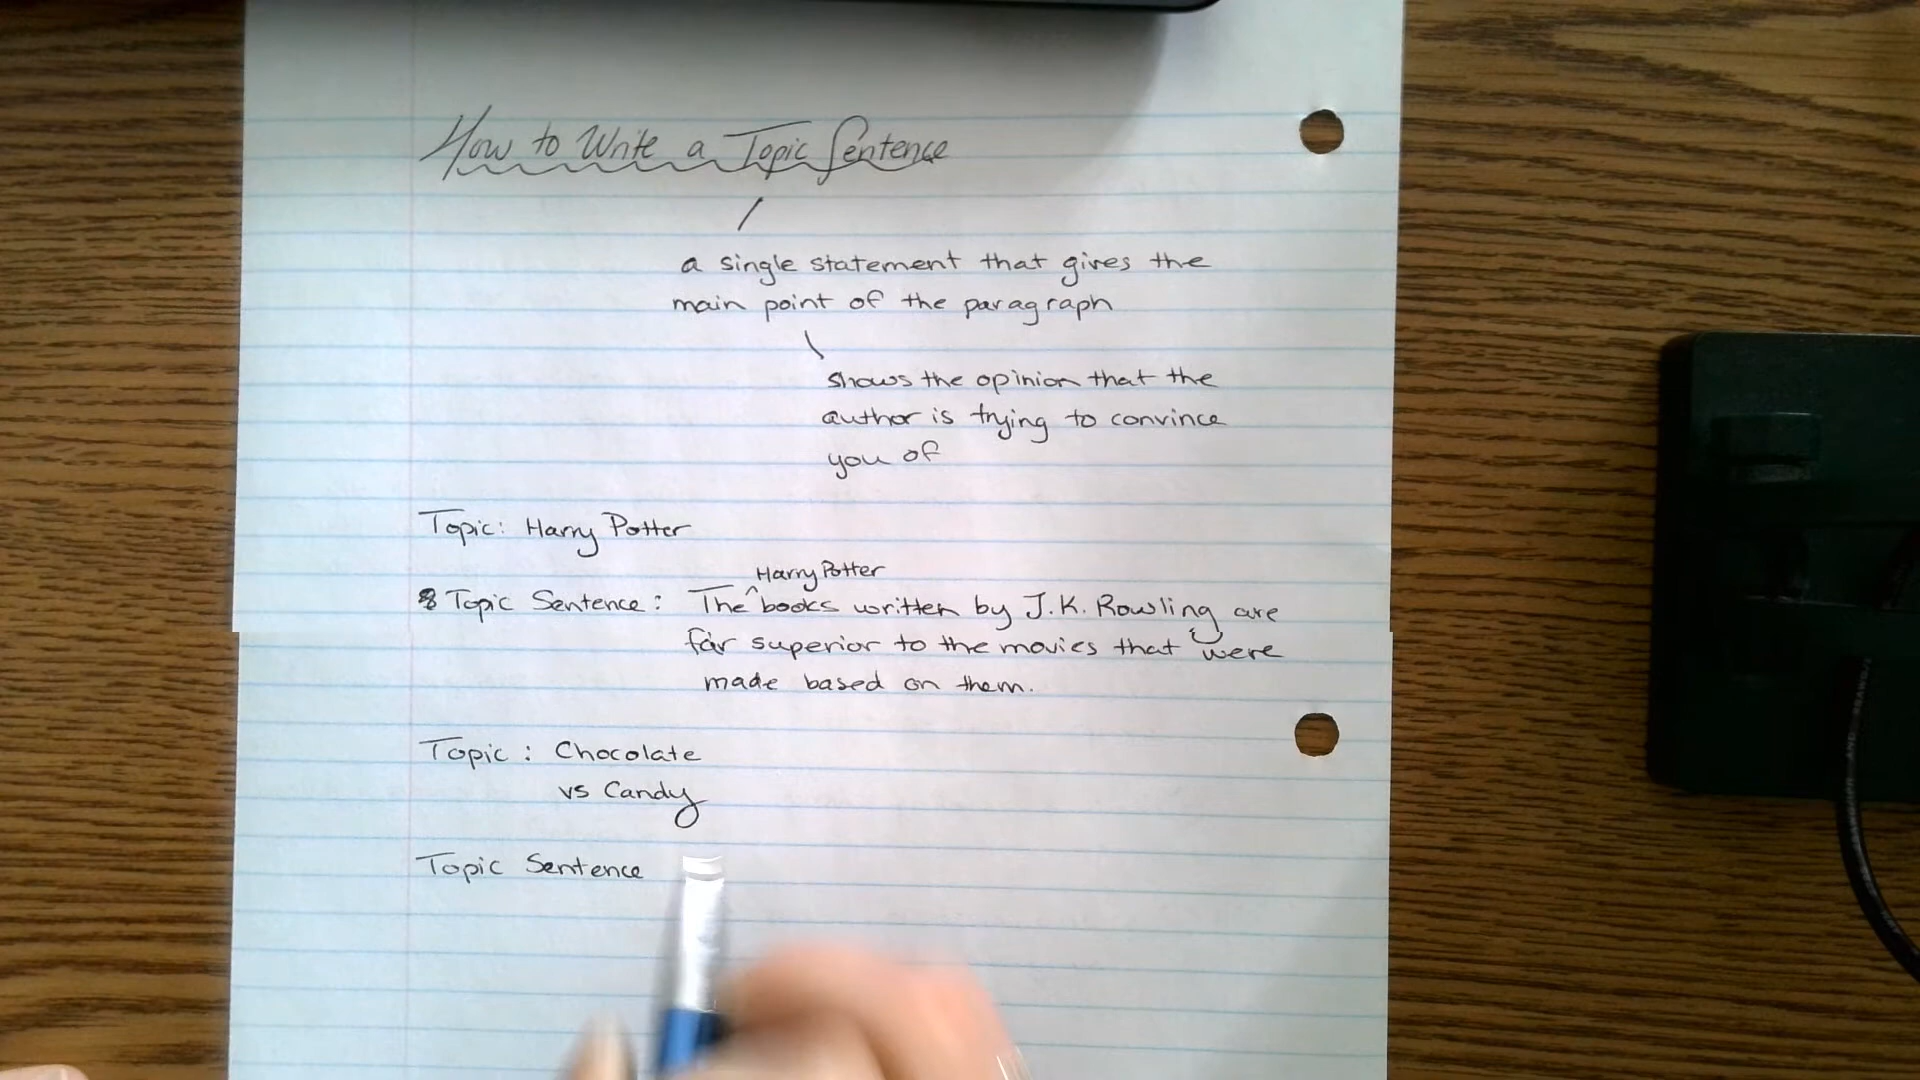 How to Write a Topic Sentence
a single statement that gives the
main point of the paragraph
shows the opinion that the
author is trying to convince
you of
Topic: Harry Potter
Harry Potter
Topic Sentence: The ^ books written by J.K. Rowling are
far superior to the movies that were
made based on them.
Topic: Chocolate
vs Candy
Topic Sentence